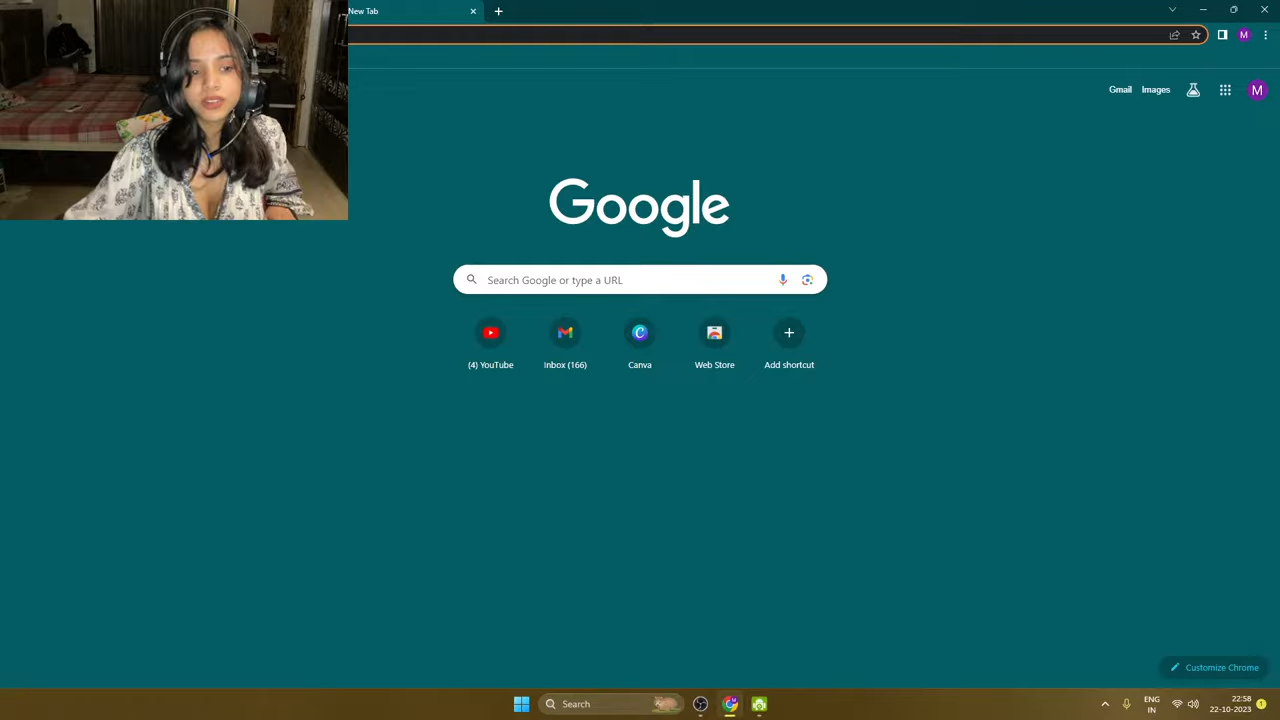 New Tab
M
Gmail
Images
M
Google
Search Google or type a URL
(4) YouTube
Inbox (166)
Canva
Web Store
Add shortcut
Customize Chrome
Search
ENG
IN
22:58
22-10-2023